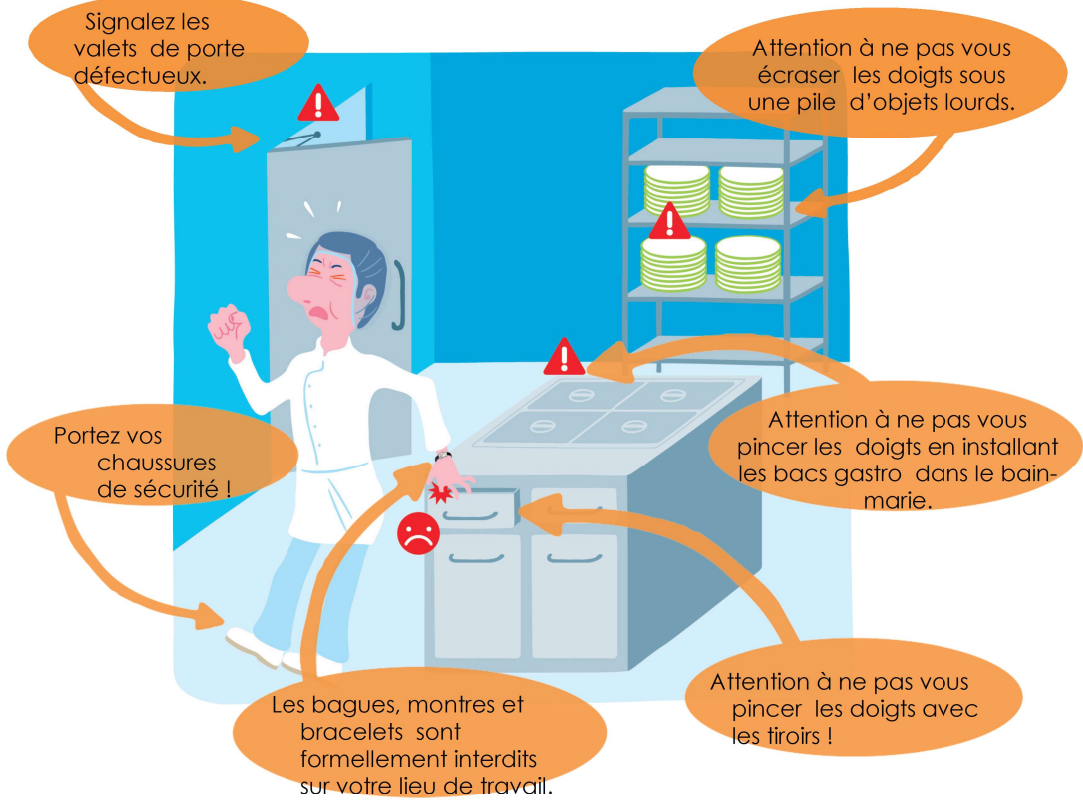 Signalez les
valets de porte
défectueux.
Attention à ne pas vous
écraser les doigts sous
une pile d'objets lourds.
Portez vos
chaussures
de sécurité !
Attention à ne pas vous
pincer les doigts en installant
les bacs gastro dans le bain-
marie.
Les bagues, montres et
bracelets sont
formellement interdits
sur votre lieu de travail.
Attention à ne pas vous
pincer les doigts avec
les tiroirs !